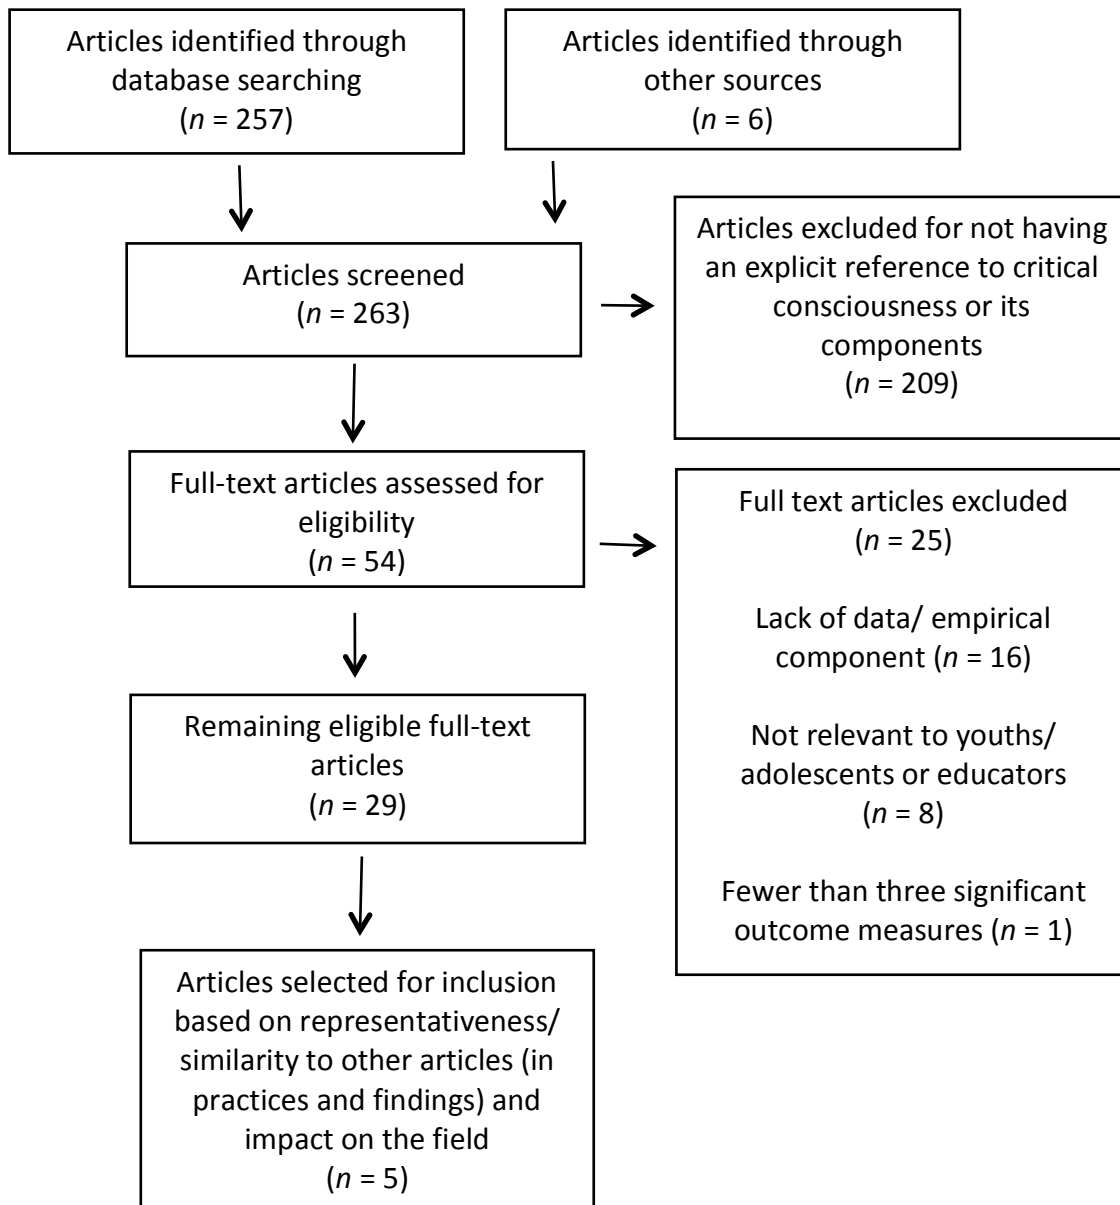 Articles identified through
database searching
(n = 257)
Articles identified through
other sources
(n = 6)
Articles screened
(n = 263)
Articles excluded for not having
an explicit reference to critical
consciousness or its
components
(n = 209)
Full-text articles assessed for
eligibility
(n = 54)
Full text articles excluded
(n = 25)
Lack of data/ empirical
component (n = 16)
Not relevant to youths/
adolescents or educators
(n = 8)
Fewer than three significant
outcome measures (n = 1)
Remaining eligible full-text
articles
(n = 29)
Articles selected for inclusion
based on representativeness/
similarity to other articles (in
practices and findings) and
impact on the field
(n = 5)